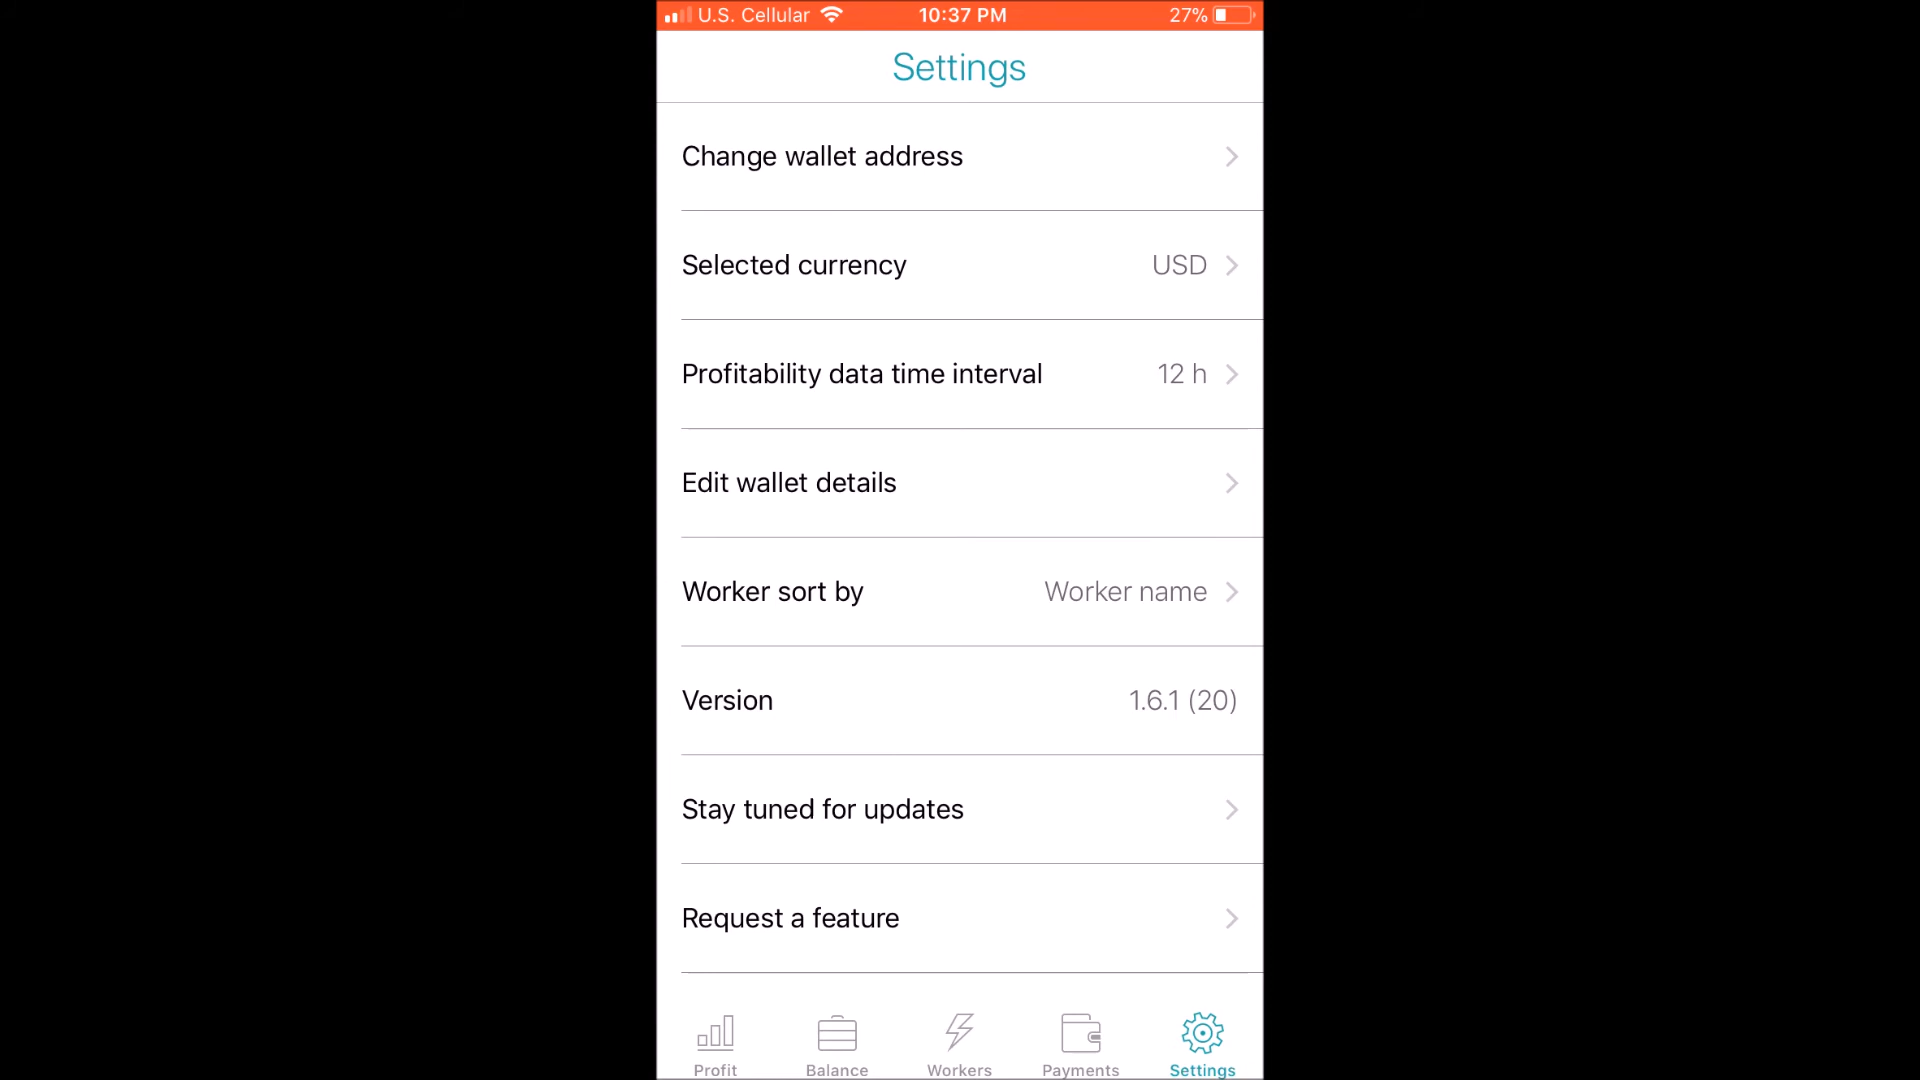 U.S. Cellular 10:37 PM 27%
Settings
Change wallet address
Selected currency USD
Profitability data time interval 12 h
Edit wallet details
Worker sort by Worker name
Version 1.6.1 (20)
Stay tuned for updates
Request a feature
Profit Balance Workers Payments Settings